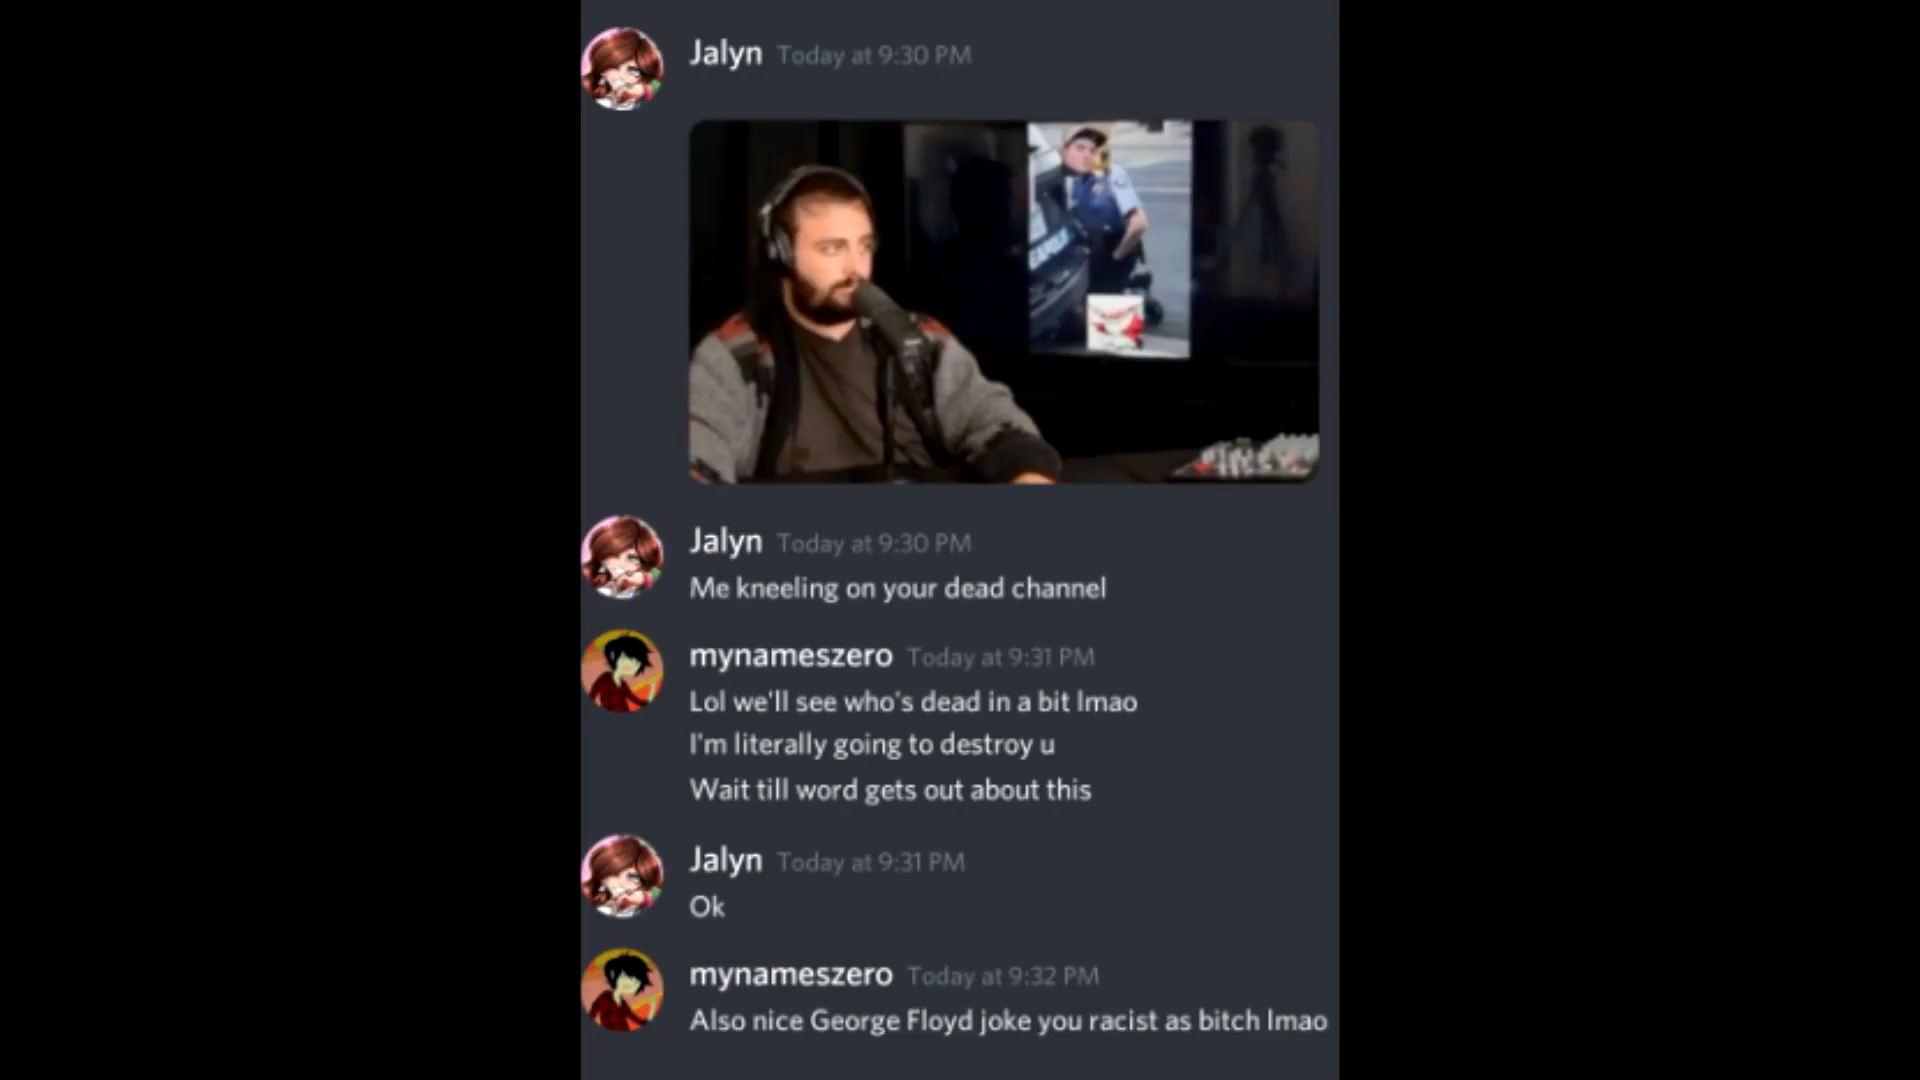 Jalyn Today at 9:30 PM
Jalyn Today at 9:30 PM
Me kneeling on your dead channel
mynameszero Today at 9:31 PM
Lol we'll see who's dead in a bit lmao
I'm literally going to destroy u
Wait till word gets out about this
Jalyn Today at 9:31 PM
Ok
mynameszero Today at 9:32 PM
Also nice George Floyd joke you racist as bitch lmao